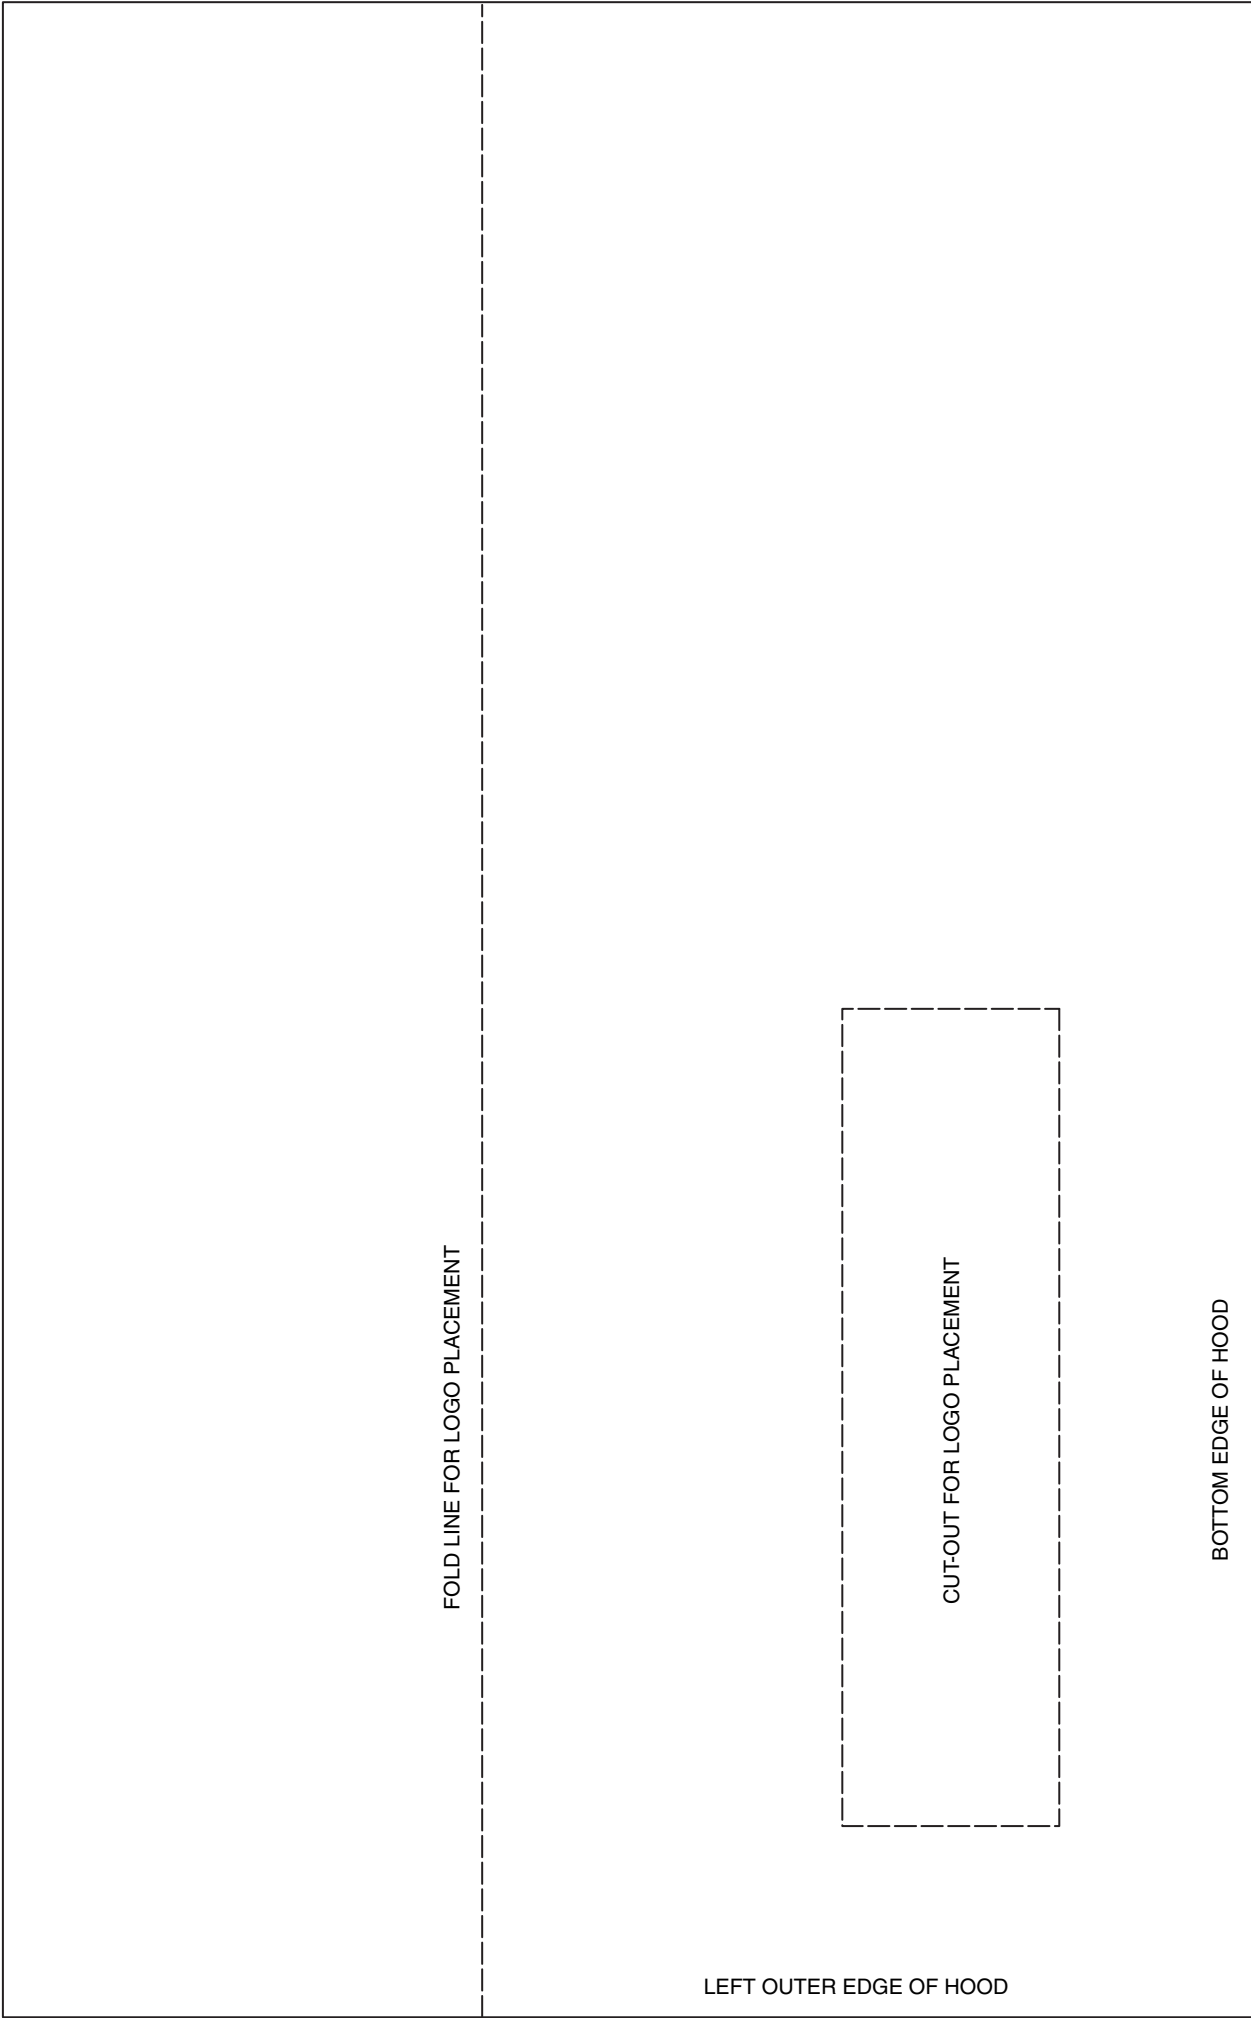 FOLD LINE FOR LOGO PLACEMENT
CUT-OUT FOR LOGO PLACEMENT
BOTTOM EDGE OF HOOD
LEFT OUTER EDGE OF HOOD